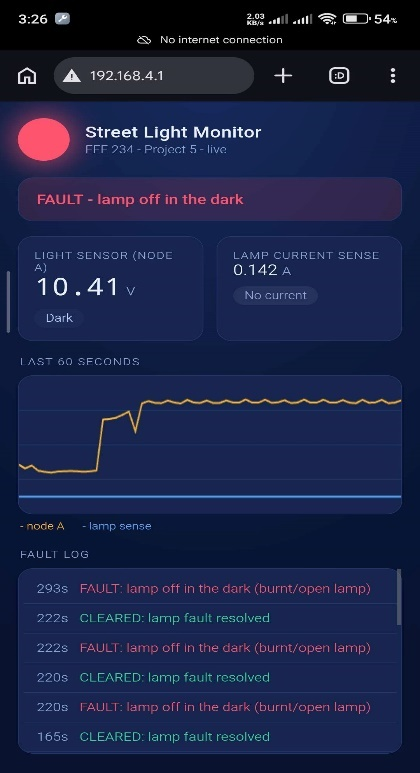 3:26
2.03
KB/s
54%
No internet connection
192.168.4.1
:D
Street Light Monitor
EEE 234 - Project 5 - live
FAULT - lamp off in the dark
LIGHT SENSOR (NODE
A)
10.41 V
Dark
LAMP CURRENT SENSE
0.142 A
No current
LAST 60 SECONDS
- node A - lamp sense
FAULT LOG
293s FAULT: lamp off in the dark (burnt/open lamp)
222s CLEARED: lamp fault resolved
222s FAULT: lamp off in the dark (burnt/open lamp)
220s CLEARED: lamp fault resolved
220s FAULT: lamp off in the dark (burnt/open lamp)
165s CLEARED: lamp fault resolved